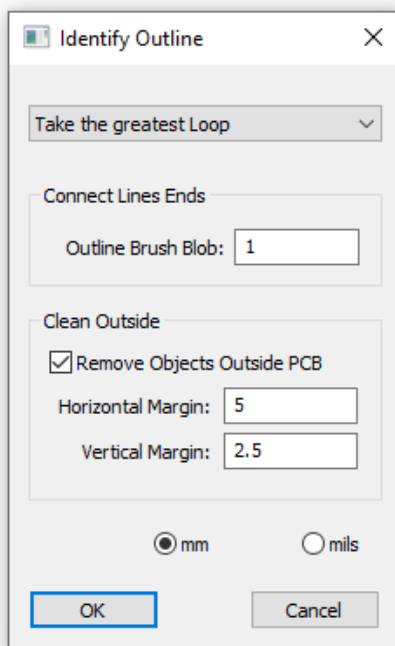 Identify Outline
Take the greatest Loop
Connect Lines Ends
Outline Brush Blob: 1
Clean Outside
Remove Objects Outside PCB
Horizontal Margin: 5
Vertical Margin: 2.5
mm mils
OK Cancel